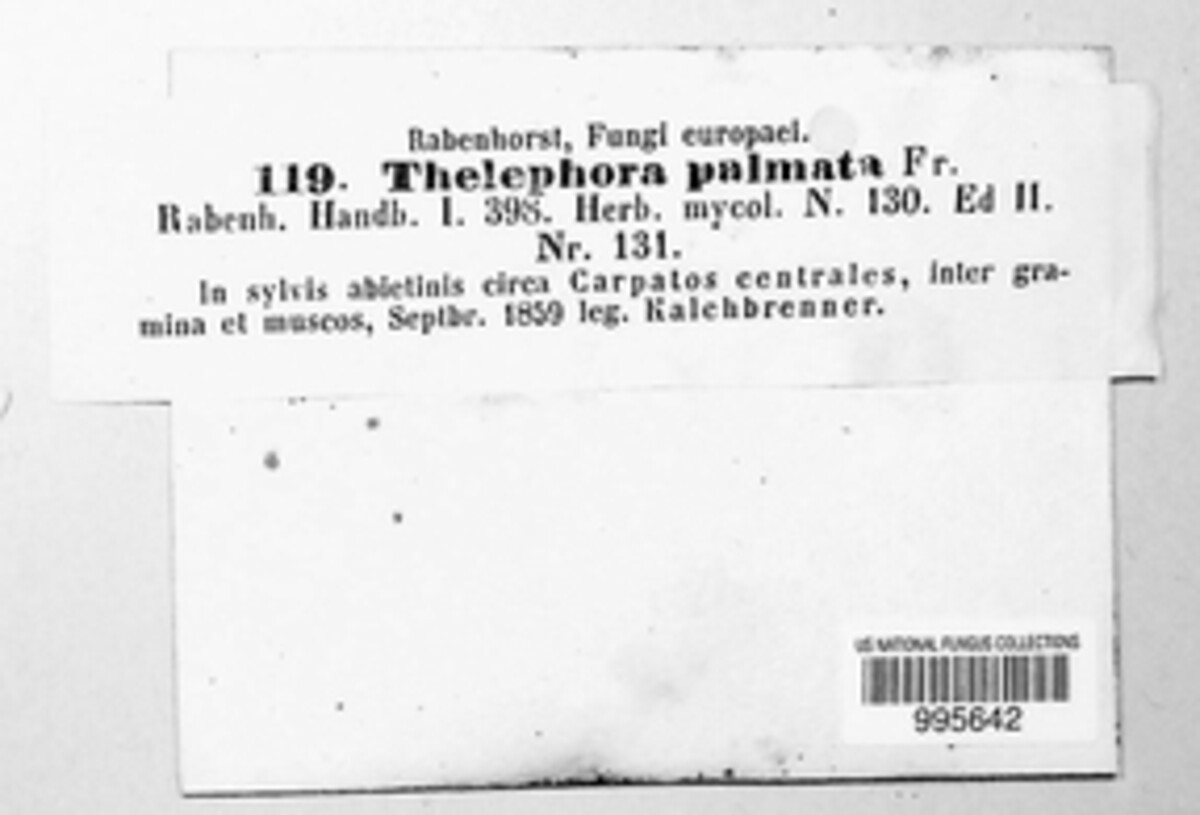 Rabenhorst, Fungi europaei.
119. Thelephora palmata Fr.
Rabenh. Handb. I. 398. Herb. mycol. N. 130. Ed II.
Nr. 131.
In sylvis abietinis circa Carpatos centrales, inter gra-
mina et muscos, Septbr. 1859 leg. Kalchbrenner.
US NATIONAL FUNGUS COLLECTIONS
995642